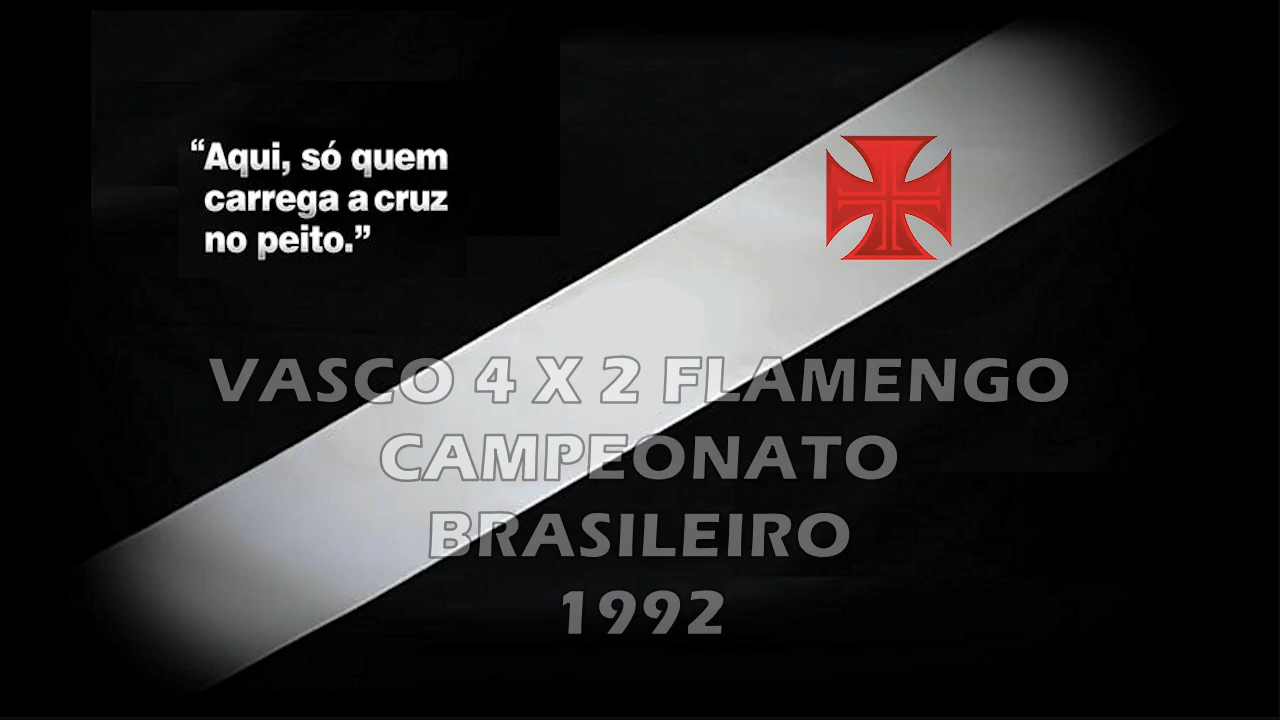 “Aqui, só quem
carrega a cruz
no peito.”
VASCO 4 X 2 FLAMENGO
CAMPEONATO
BRASILEIRO
1992